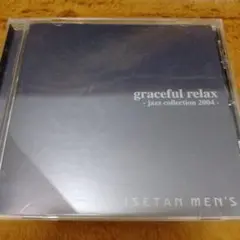 graceful relax
- jazz collection 2004 -
ISETAN MEN'S